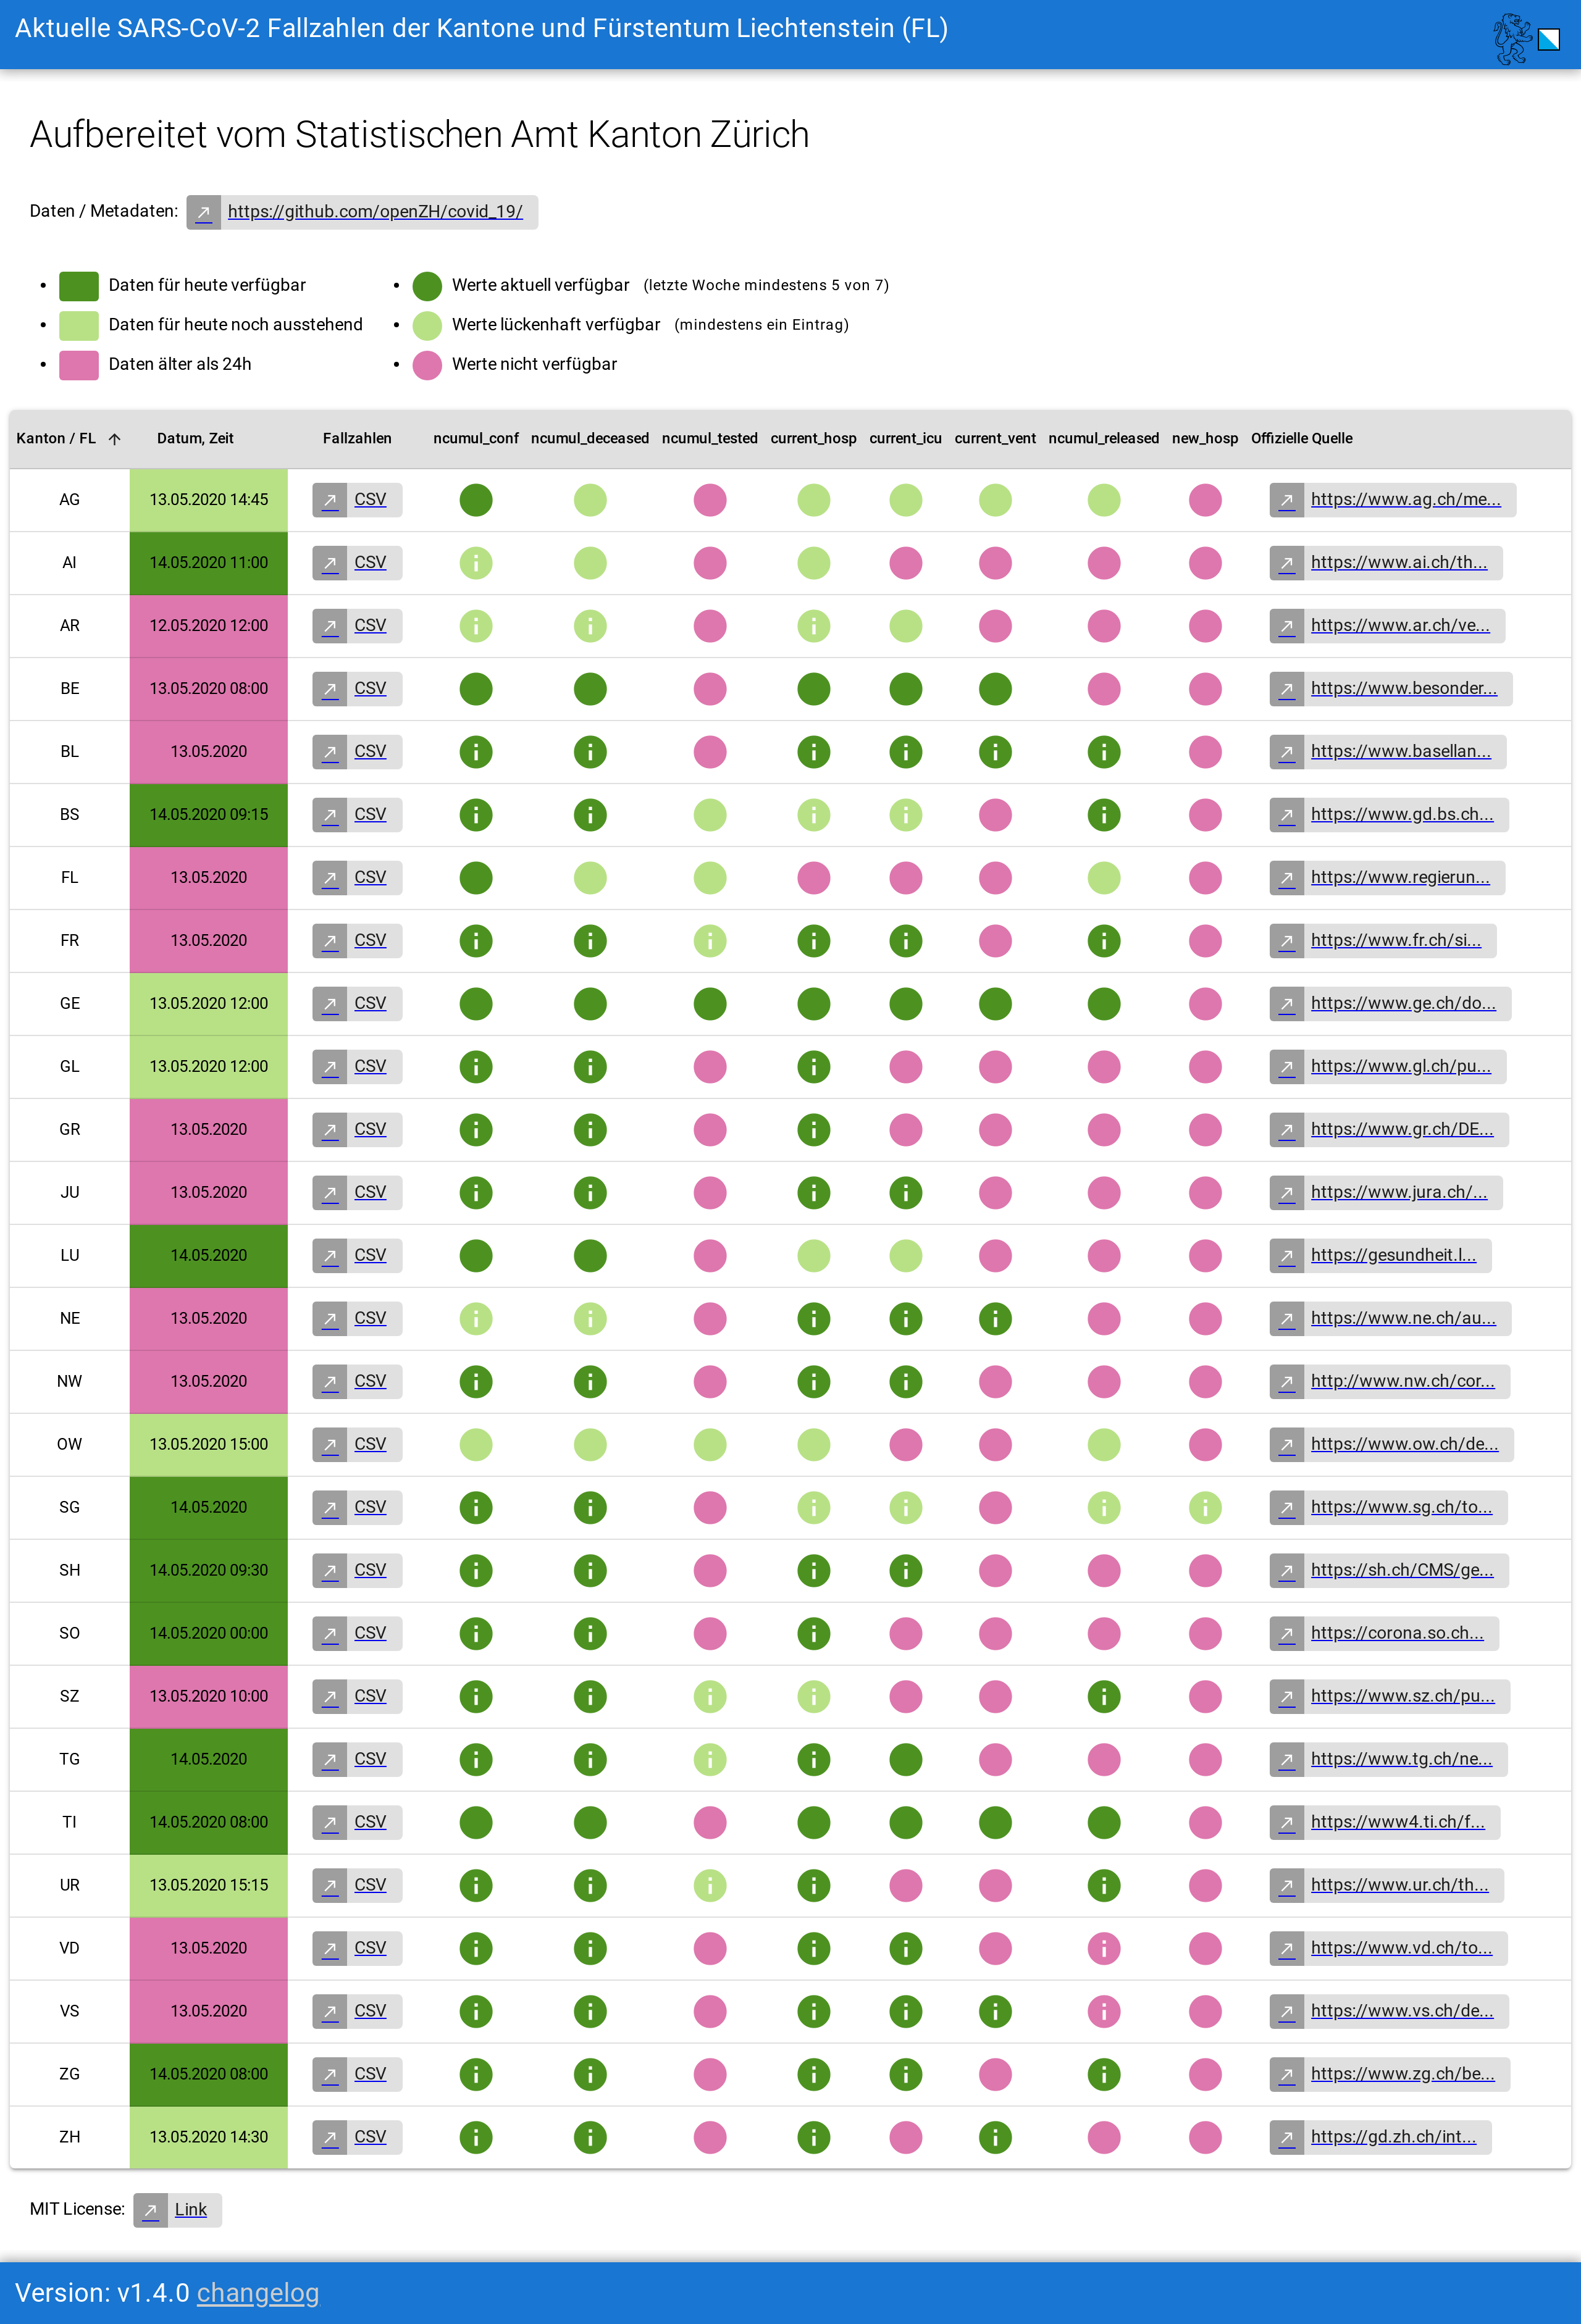 Aktuelle SARS-CoV-2 Fallzahlen der Kantone und Fürstentum Liechtenstein (FL)
Aufbereitet vom Statistischen Amt Kanton Zürich
Daten / Metadaten: https://github.com/openZH/covid_19/
Daten für heute verfügbar
Daten für heute noch ausstehend
Daten älter als 24h
Werte aktuell verfügbar (letzte Woche mindestens 5 von 7)
Werte lückenhaft verfügbar (mindestens ein Eintrag)
Werte nicht verfügbar
Kanton / FL Datum, Zeit Fallzahlen ncumul_conf ncumul_deceased ncumul_tested current_hosp current_icu current_vent ncumul_released new_hosp Offizielle Quelle
AG 13.05.2020 14:45 CSV https://www.ag.ch/me...
AI 14.05.2020 11:00 CSV https://www.ai.ch/th...
AR 12.05.2020 12:00 CSV https://www.ar.ch/ve...
BE 13.05.2020 08:00 CSV https://www.besonder...
BL 13.05.2020 CSV https://www.basellan...
BS 14.05.2020 09:15 CSV https://www.gd.bs.ch...
FL 13.05.2020 CSV https://www.regierun...
FR 13.05.2020 CSV https://www.fr.ch/si...
GE 13.05.2020 12:00 CSV https://www.ge.ch/do...
GL 13.05.2020 12:00 CSV https://www.gl.ch/pu...
GR 13.05.2020 CSV https://www.gr.ch/DE...
JU 13.05.2020 CSV https://www.jura.ch/...
LU 14.05.2020 CSV https://gesundheit.l...
NE 13.05.2020 CSV https://www.ne.ch/au...
NW 13.05.2020 CSV http://www.nw.ch/cor...
OW 13.05.2020 15:00 CSV https://www.ow.ch/de...
SG 14.05.2020 CSV https://www.sg.ch/to...
SH 14.05.2020 09:30 CSV https://sh.ch/CMS/ge...
SO 14.05.2020 00:00 CSV https://corona.so.ch...
SZ 13.05.2020 10:00 CSV https://www.sz.ch/pu...
TG 14.05.2020 CSV https://www.tg.ch/ne...
TI 14.05.2020 08:00 CSV https://www4.ti.ch/f...
UR 13.05.2020 15:15 CSV https://www.ur.ch/th...
VD 13.05.2020 CSV https://www.vd.ch/to...
VS 13.05.2020 CSV https://www.vs.ch/de...
ZG 14.05.2020 08:00 CSV https://www.zg.ch/be...
ZH 13.05.2020 14:30 CSV https://gd.zh.ch/int...
MIT License: Link
Version: v1.4.0 changelog